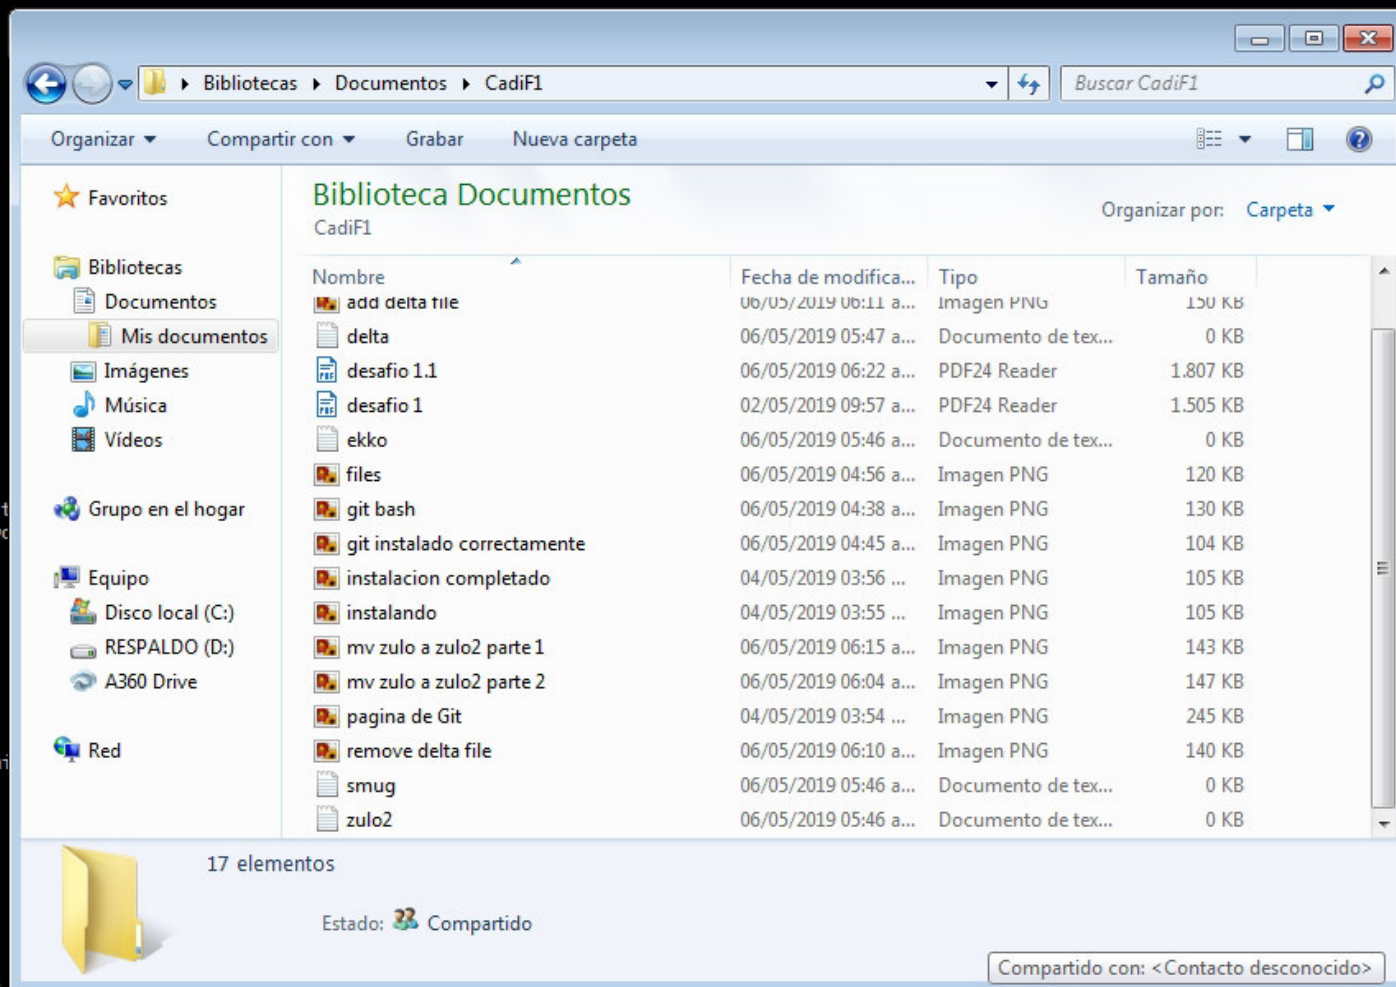 Bibliotecas Documentos CadiF1 Buscar CadiF1
Organizar Compartir con Grabar Nueva carpeta
Favoritos
Bibliotecas
Documentos
Mis documentos
Imágenes
Música
Vídeos
Grupo en el hogar
Equipo
Disco local (C:)
RESPALDO (D:)
A360 Drive
Red
Biblioteca Documentos
CadiF1
Organizar por: Carpeta
Nombre Fecha de modifica... Tipo Tamaño
add delta file 06/05/2019 06:11 a... Imagen PNG 150 KB
delta 06/05/2019 05:47 a... Documento de tex... 0 KB
desafio 1.1 06/05/2019 06:22 a... PDF24 Reader 1.807 KB
desafio 1 02/05/2019 09:57 a... PDF24 Reader 1.505 KB
ekko 06/05/2019 05:46 a... Documento de tex... 0 KB
files 06/05/2019 04:56 a... Imagen PNG 120 KB
git bash 06/05/2019 04:38 a... Imagen PNG 130 KB
git instalado correctamente 06/05/2019 04:45 a... Imagen PNG 104 KB
instalacion completado 04/05/2019 03:56 ... Imagen PNG 105 KB
instalando 04/05/2019 03:55 ... Imagen PNG 105 KB
mv zulo a zulo2 parte 1 06/05/2019 06:15 a... Imagen PNG 143 KB
mv zulo a zulo2 parte 2 06/05/2019 06:04 a... Imagen PNG 147 KB
pagina de Git 04/05/2019 03:54 ... Imagen PNG 245 KB
remove delta file 06/05/2019 06:10 a... Imagen PNG 140 KB
smug 06/05/2019 05:46 a... Documento de tex... 0 KB
zulo2 06/05/2019 05:46 a... Documento de tex... 0 KB
17 elementos
Estado: Compartido
Compartido con: <Contacto desconocido>